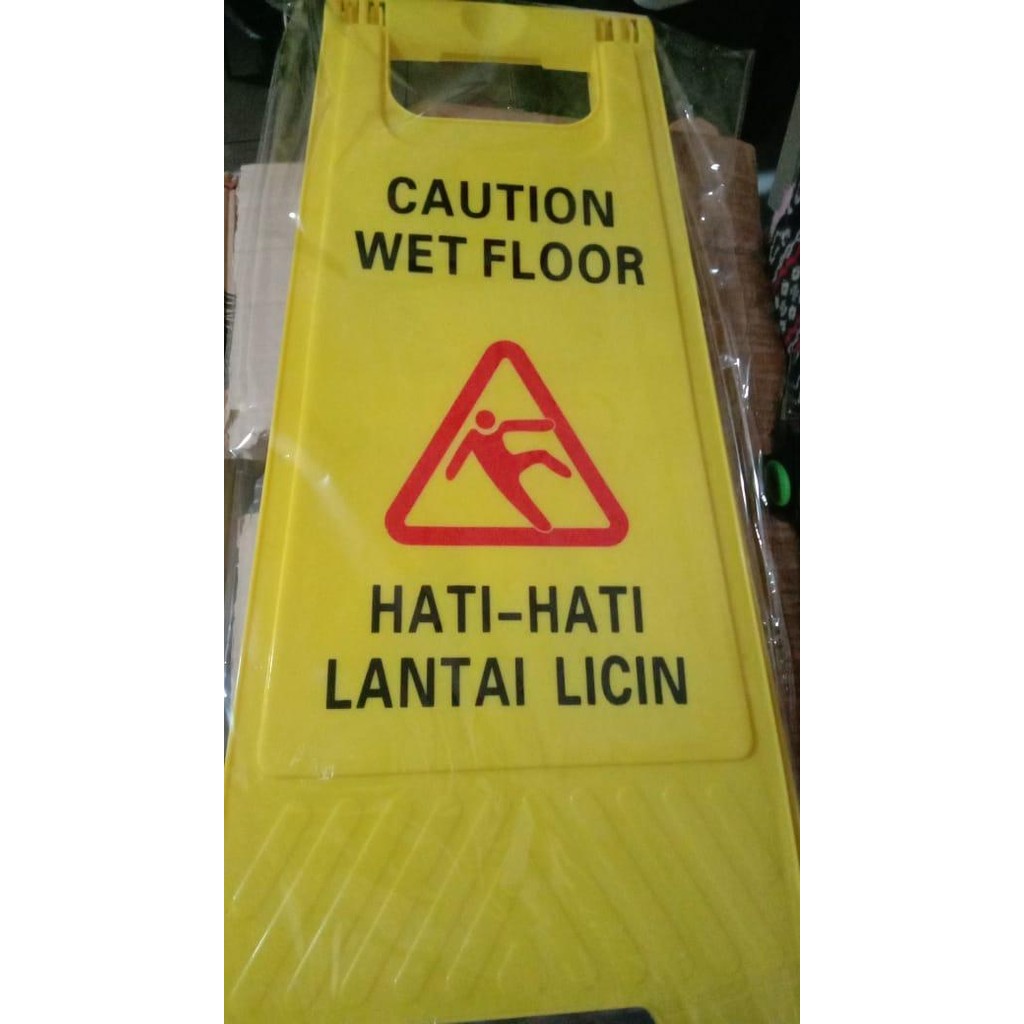 CAUTION
WET FLOOR
HATI-HATI
LANTAI LICIN